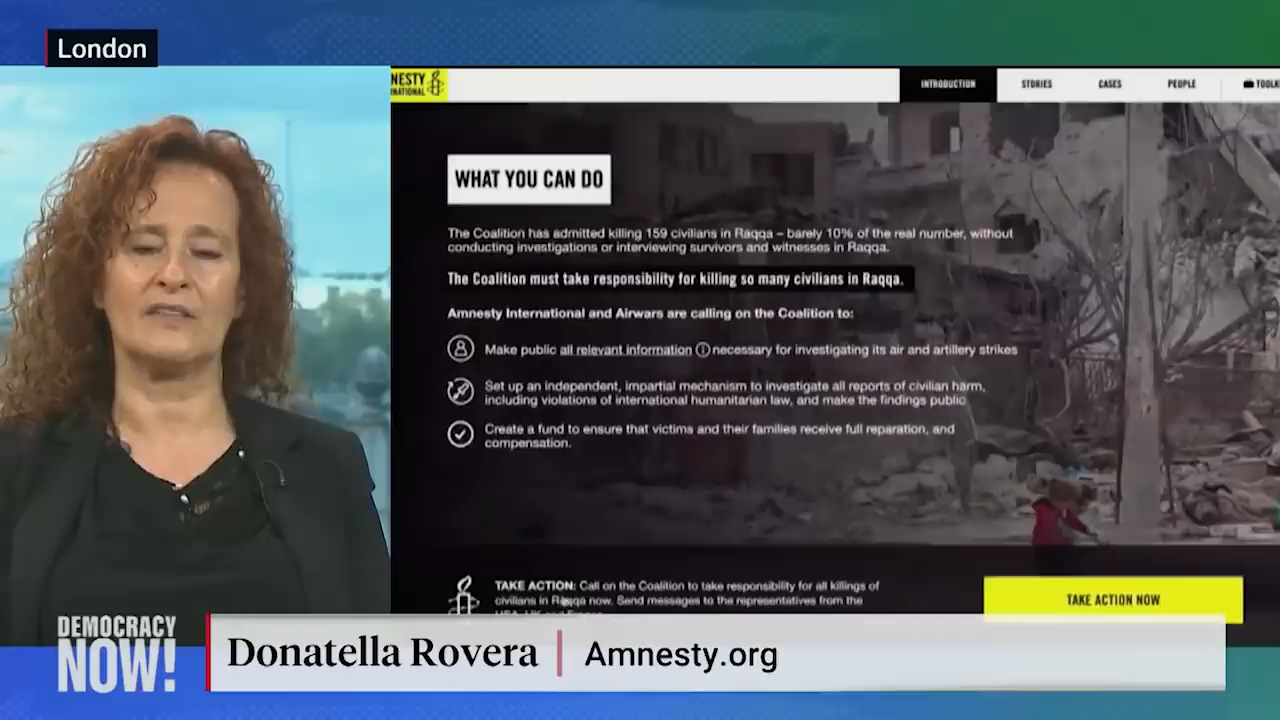 London
NESTY
NATIONAL
INTRODUCTION
STORIES
CASES
PEOPLE
WHAT YOU CAN DO
The Coalition has admitted killing 159 civilians in Raqqa – barely 10% of the real number, without
conducting investigations or interviewing survivors and witnesses in Raqqa.
The Coalition must take responsibility for killing so many civilians in Raqqa.
Amnesty International and Airwars are calling on the Coalition to:
Make public all relevant information necessary for investigating its air and artillery strikes
Set up an independent, impartial mechanism to investigate all reports of civilian harm,
including violations of international humanitarian law, and make the findings public
Create a fund to ensure that victims and their families receive full reparation, and
compensation.
TAKE ACTION: Call on the Coalition to take responsibility for all killings of
civilians in Raqqa now. Send messages to the representatives from the
TAKE ACTION NOW
DEMOCRACY
NOW!
Donatella Rovera
Amnesty.org